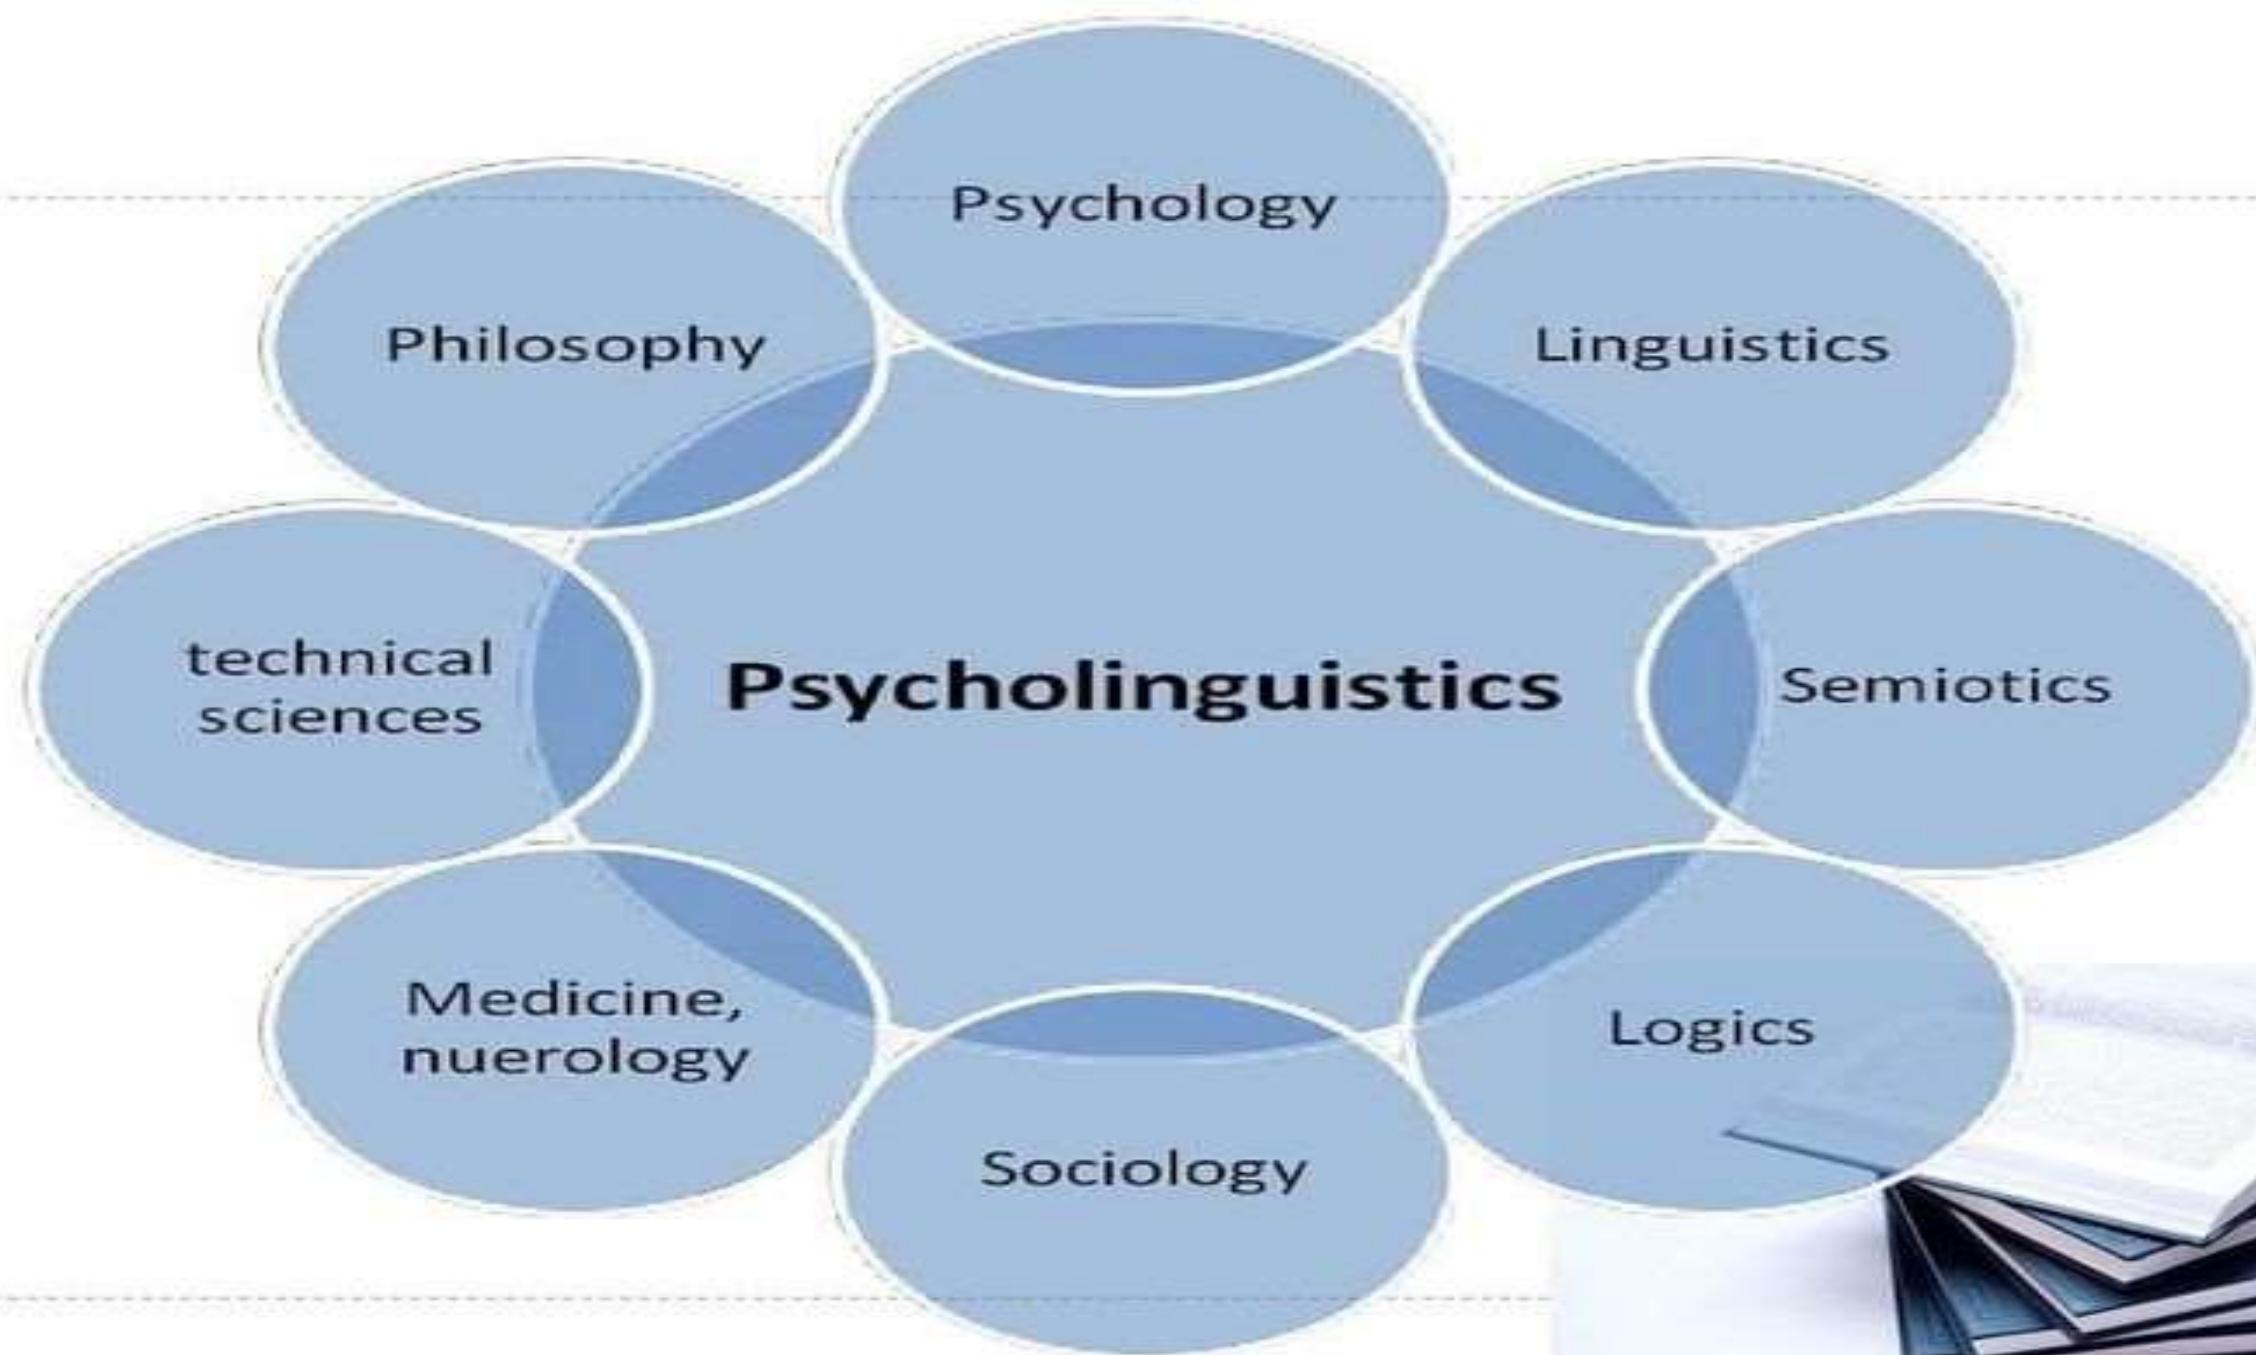 Psychology
Philosophy
Linguistics
technical
sciences
Psycholinguistics
Semiotics
Medicine,
nuerology
Logics
Sociology